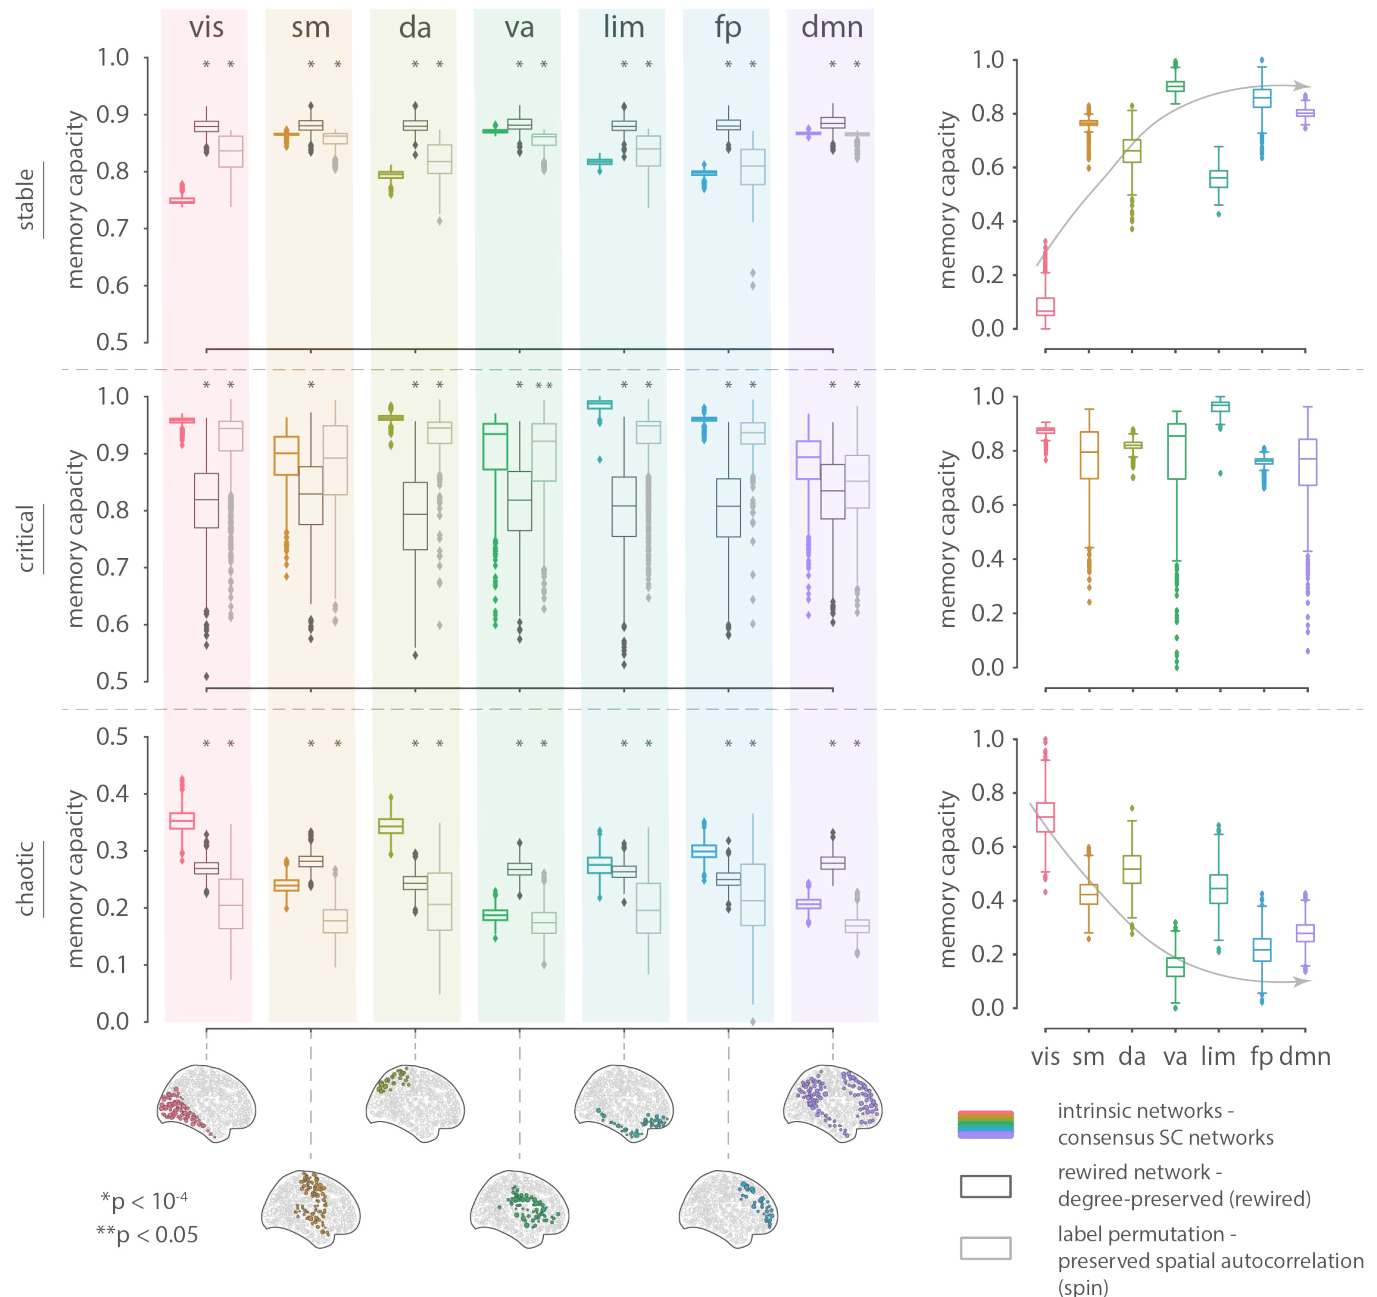 vis sm da va lim fp dmn
stable
memory capacity
1.0
0.9
0.8
0.7
0.6
0.5
* * * * * * * * * * * * * *
memory capacity
1.0
0.8
0.6
0.4
0.2
0.0
critical
memory capacity
1.0
0.9
0.8
0.7
0.6
0.5
* * * * * * ** * * * * * *
memory capacity
1.0
0.8
0.6
0.4
0.2
0.0
chaotic
memory capacity
0.5
0.4
0.3
0.2
0.1
0.0
* * * * * * * * * * * * * *
memory capacity
1.0
0.8
0.6
0.4
0.2
0.0
vis sm da va lim fp dmn
*p < 10-4
**p < 0.05
intrinsic networks -
consensus SC networks
rewired network -
degree-preserved (rewired)
label permutation -
preserved spatial autocorrelation
(spin)